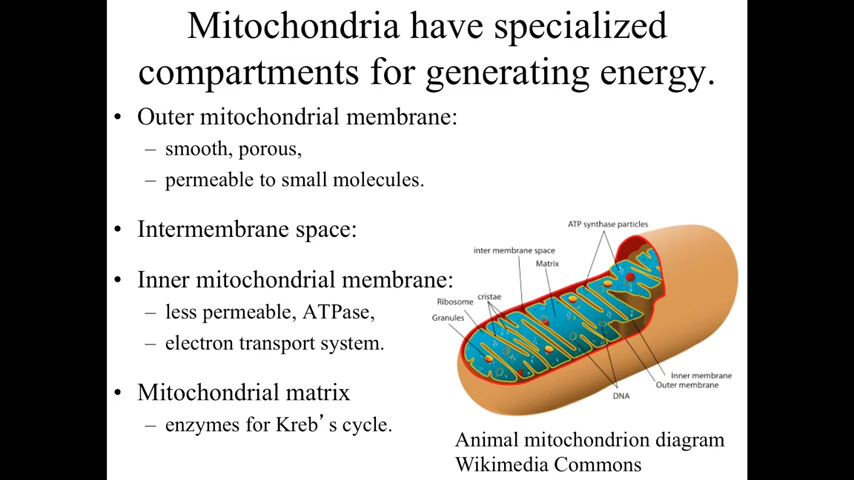 Mitochondria have specialized
compartments for generating energy.
• Outer mitochondrial membrane:
– smooth, porous,
– permeable to small molecules.
• Intermembrane space:
• Inner mitochondrial membrane:
– less permeable, ATPase,
– electron transport system.
• Mitochondrial matrix
– enzymes for Kreb’s cycle.
ATP synthase particles
inter membrane space
Matrix
cristae
Ribosome
Granules
Inner membrane
Outer membrane
DNA
Animal mitochondrion diagram
Wikimedia Commons